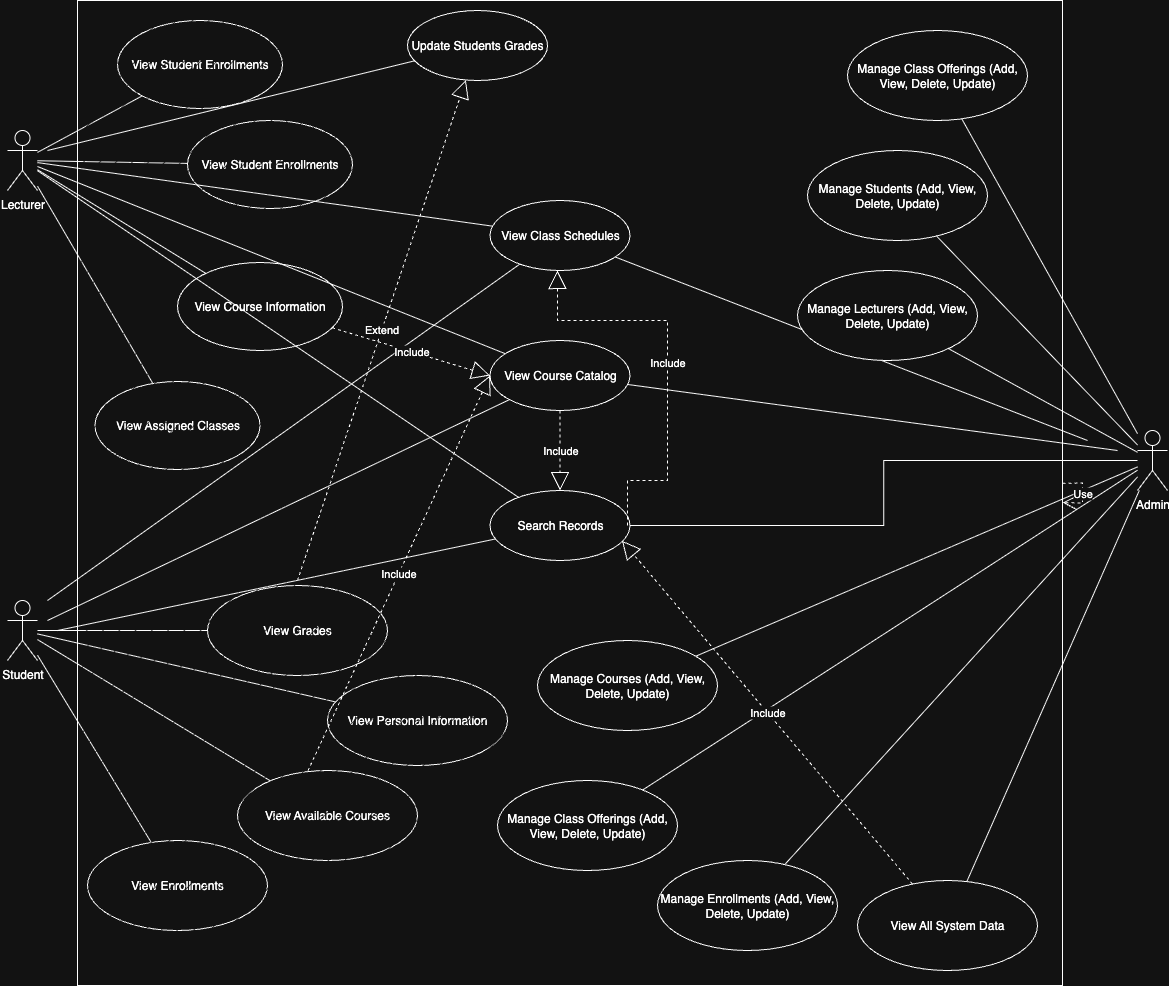 Update Students Grades
View Student Enrollments
Manage Class Offerings (Add,
View, Delete, Update)
View Student Enrollments
Lecturer
Manage Students (Add, View,
Delete, Update)
View Class Schedules
View Course Information
Manage Lecturers (Add, View,
Delete, Update)
Extend
Include
Include
View Course Catalog
View Assigned Classes
Include
Use
Admin
Search Records
Include
View Grades
Student
Manage Courses (Add, View,
Delete, Update)
View Personal Information
Include
View Available Courses
Manage Class Offerings (Add,
View, Delete, Update)
View Enrollments
Manage Enrollments (Add, View,
Delete, Update)
View All System Data